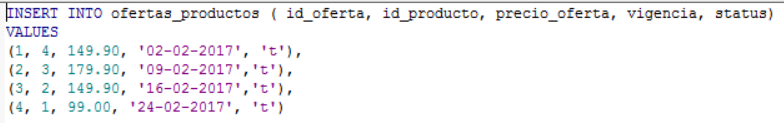 INSERT INTO ofertas_productos ( id_oferta, id_producto, precio_oferta, vigencia, status)
VALUES
(1, 4, 149.90, '02-02-2017', 't'),
(2, 3, 179.90, '09-02-2017','t'),
(3, 2, 149.90, '16-02-2017','t'),
(4, 1, 99.00, '24-02-2017', 't')